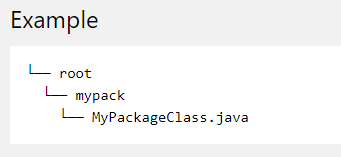 Example
└── root
  └── mypack
    └── MyPackageClass.java